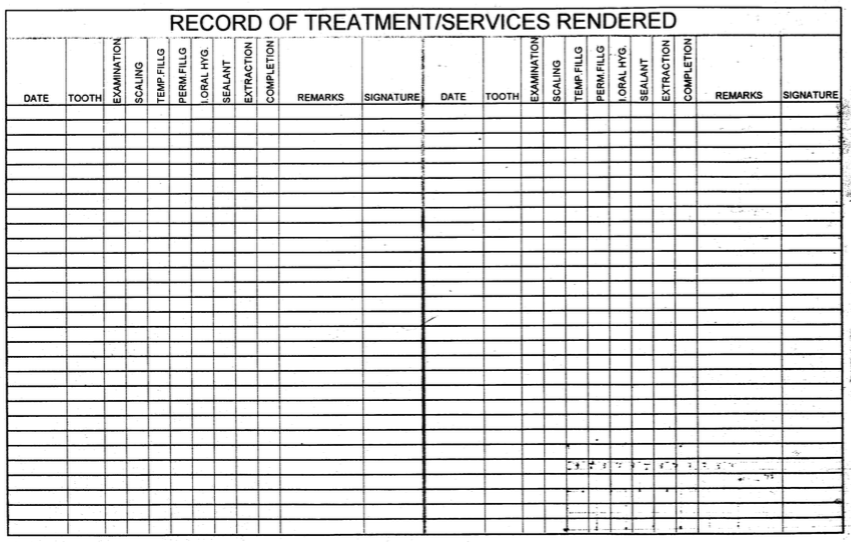 RECORD OF TREATMENT/SERVICES RENDERED
DATE TOOTH EXAMINATION SCALING TEMP.FILLG PERM.FILLG I.ORAL HYG. SEALANT EXTRACTION COMPLETION REMARKS SIGNATURE DATE TOOTH EXAMINATION SCALING TEMP.FILLG PERM.FILLG I.ORAL HYG. SEALANT EXTRACTION COMPLETION REMARKS SIGNATURE